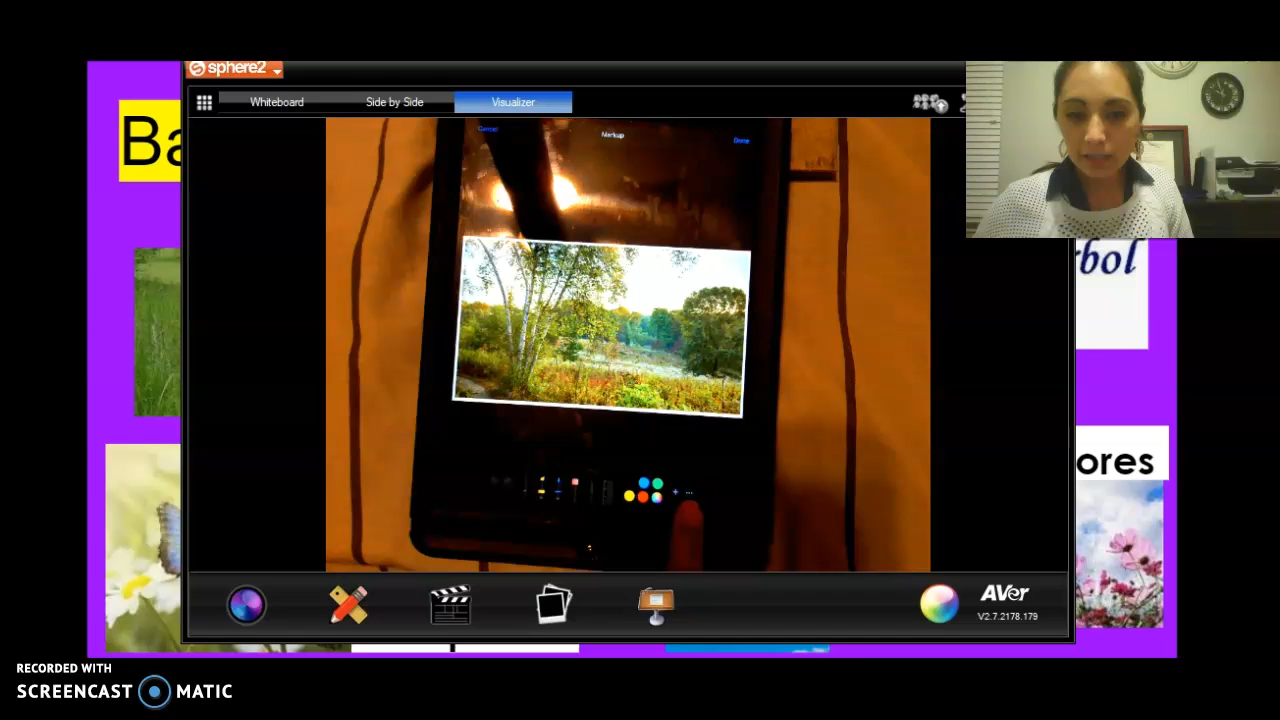 sphere2
Whiteboard
Side by Side
Visualizer
Ba
Cancel
Markup
Done
rbol
ores
AVer
V2.7.2178.179
RECORDED WITH
SCREENCAST MATIC